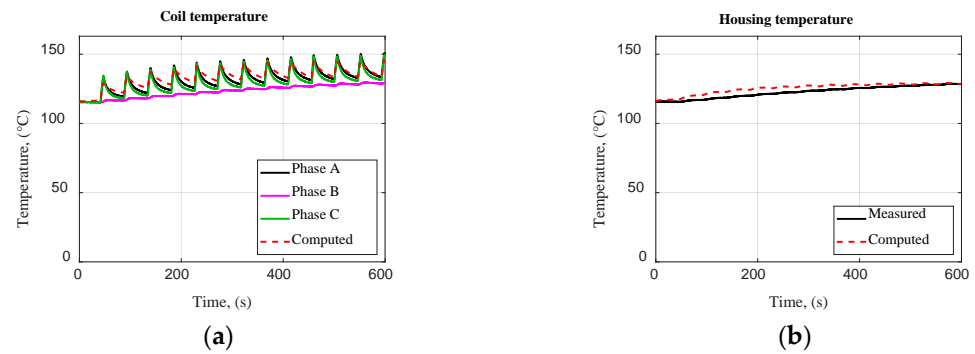 Coil temperature
150
100
50
0
Temperature, (°C)
Phase A
Phase B
Phase C
Computed
0
200
400
600
Time, (s)
(a)
Housing temperature
150
100
50
0
Temperature, (°C)
Measured
Computed
0
200
400
600
Time, (s)
(b)